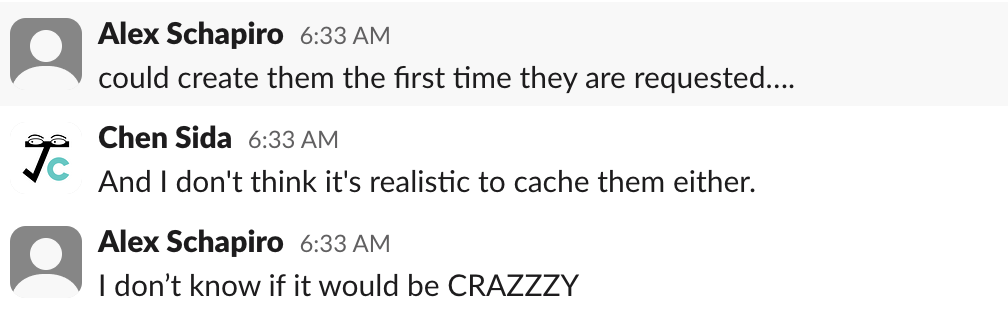 Alex Schapiro 6:33 AM
could create them the first time they are requested....
Chen Sida 6:33 AM
And I don't think it's realistic to cache them either.
Alex Schapiro 6:33 AM
I don’t know if it would be CRAZZZY